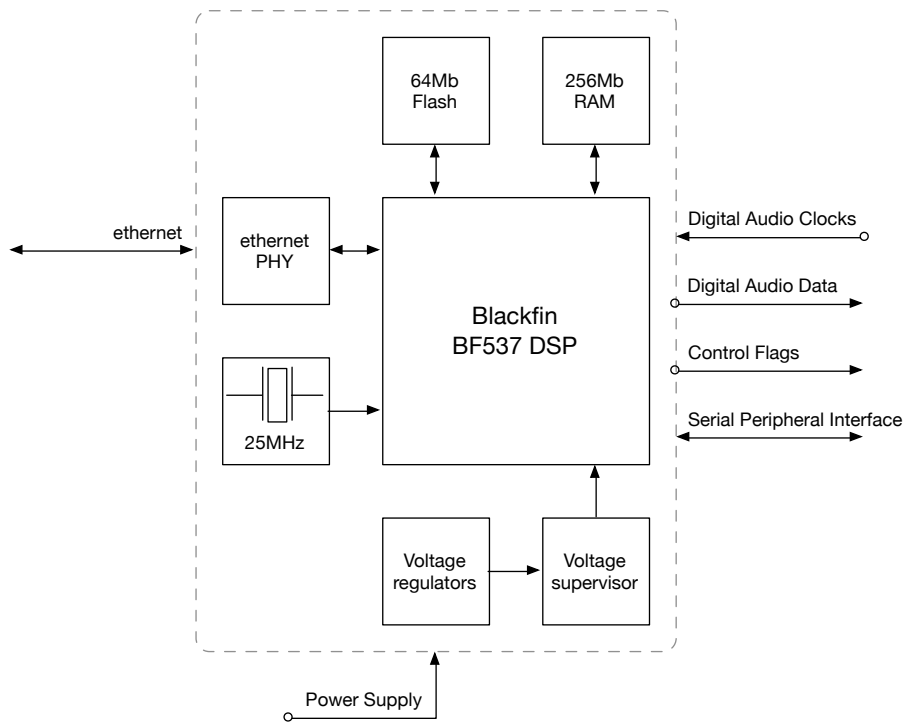 64Mb
Flash
256Mb
RAM
ethernet
ethernet
PHY
Digital Audio Clocks
Digital Audio Data
Blackfin
BF537 DSP
Control Flags
Serial Peripheral Interface
25MHz
Voltage
regulators
Voltage
supervisor
Power Supply